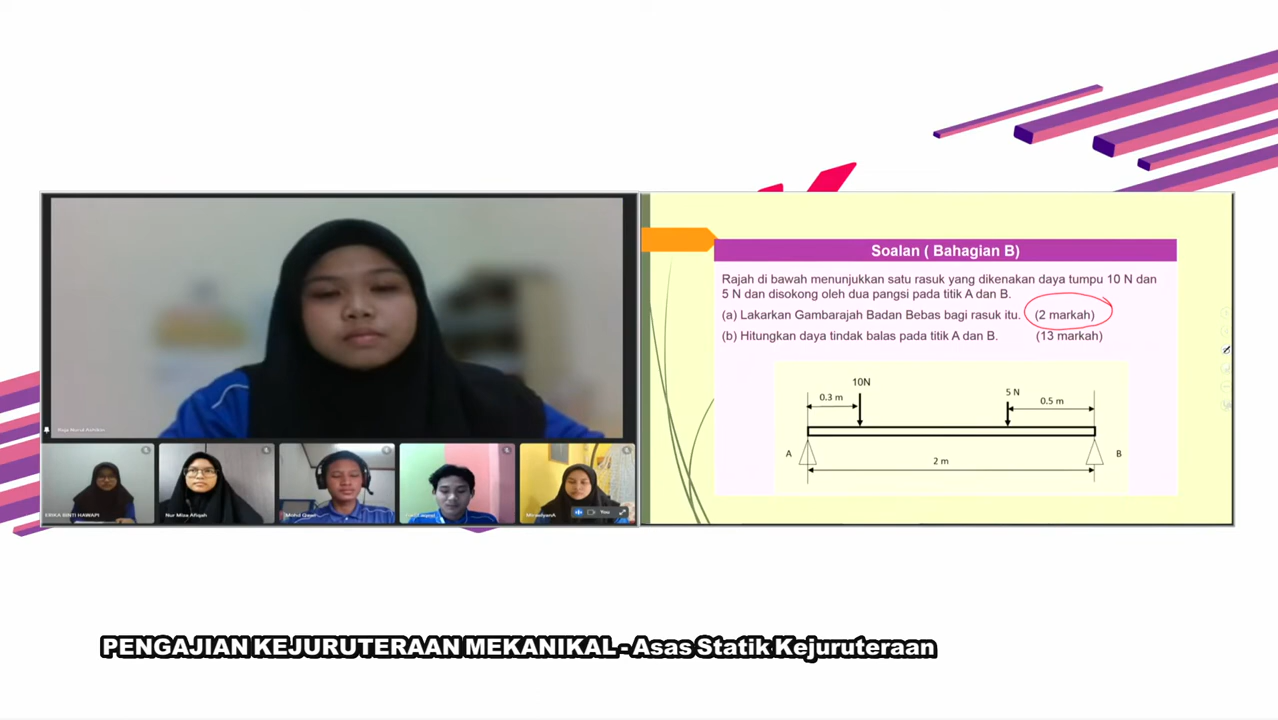 Soalan ( Bahagian B)
Rajah di bawah menunjukkan satu rasuk yang dikenakan daya tumpu 10 N dan
5 N dan disokong oleh dua pangsi pada titik A dan B.
(a) Lakarkan Gambarajah Badan Bebas bagi rasuk itu. (2 markah)
(b) Hitungkan daya tindak balas pada titik A dan B. (13 markah)
10N
5 N
0.3 m
0.5 m
A
B
2 m
Nur Miza Afiqah
You
PENGAJIAN KEJURUTERAAN MEKANIKAL - Asas Statik Kejuruteraan